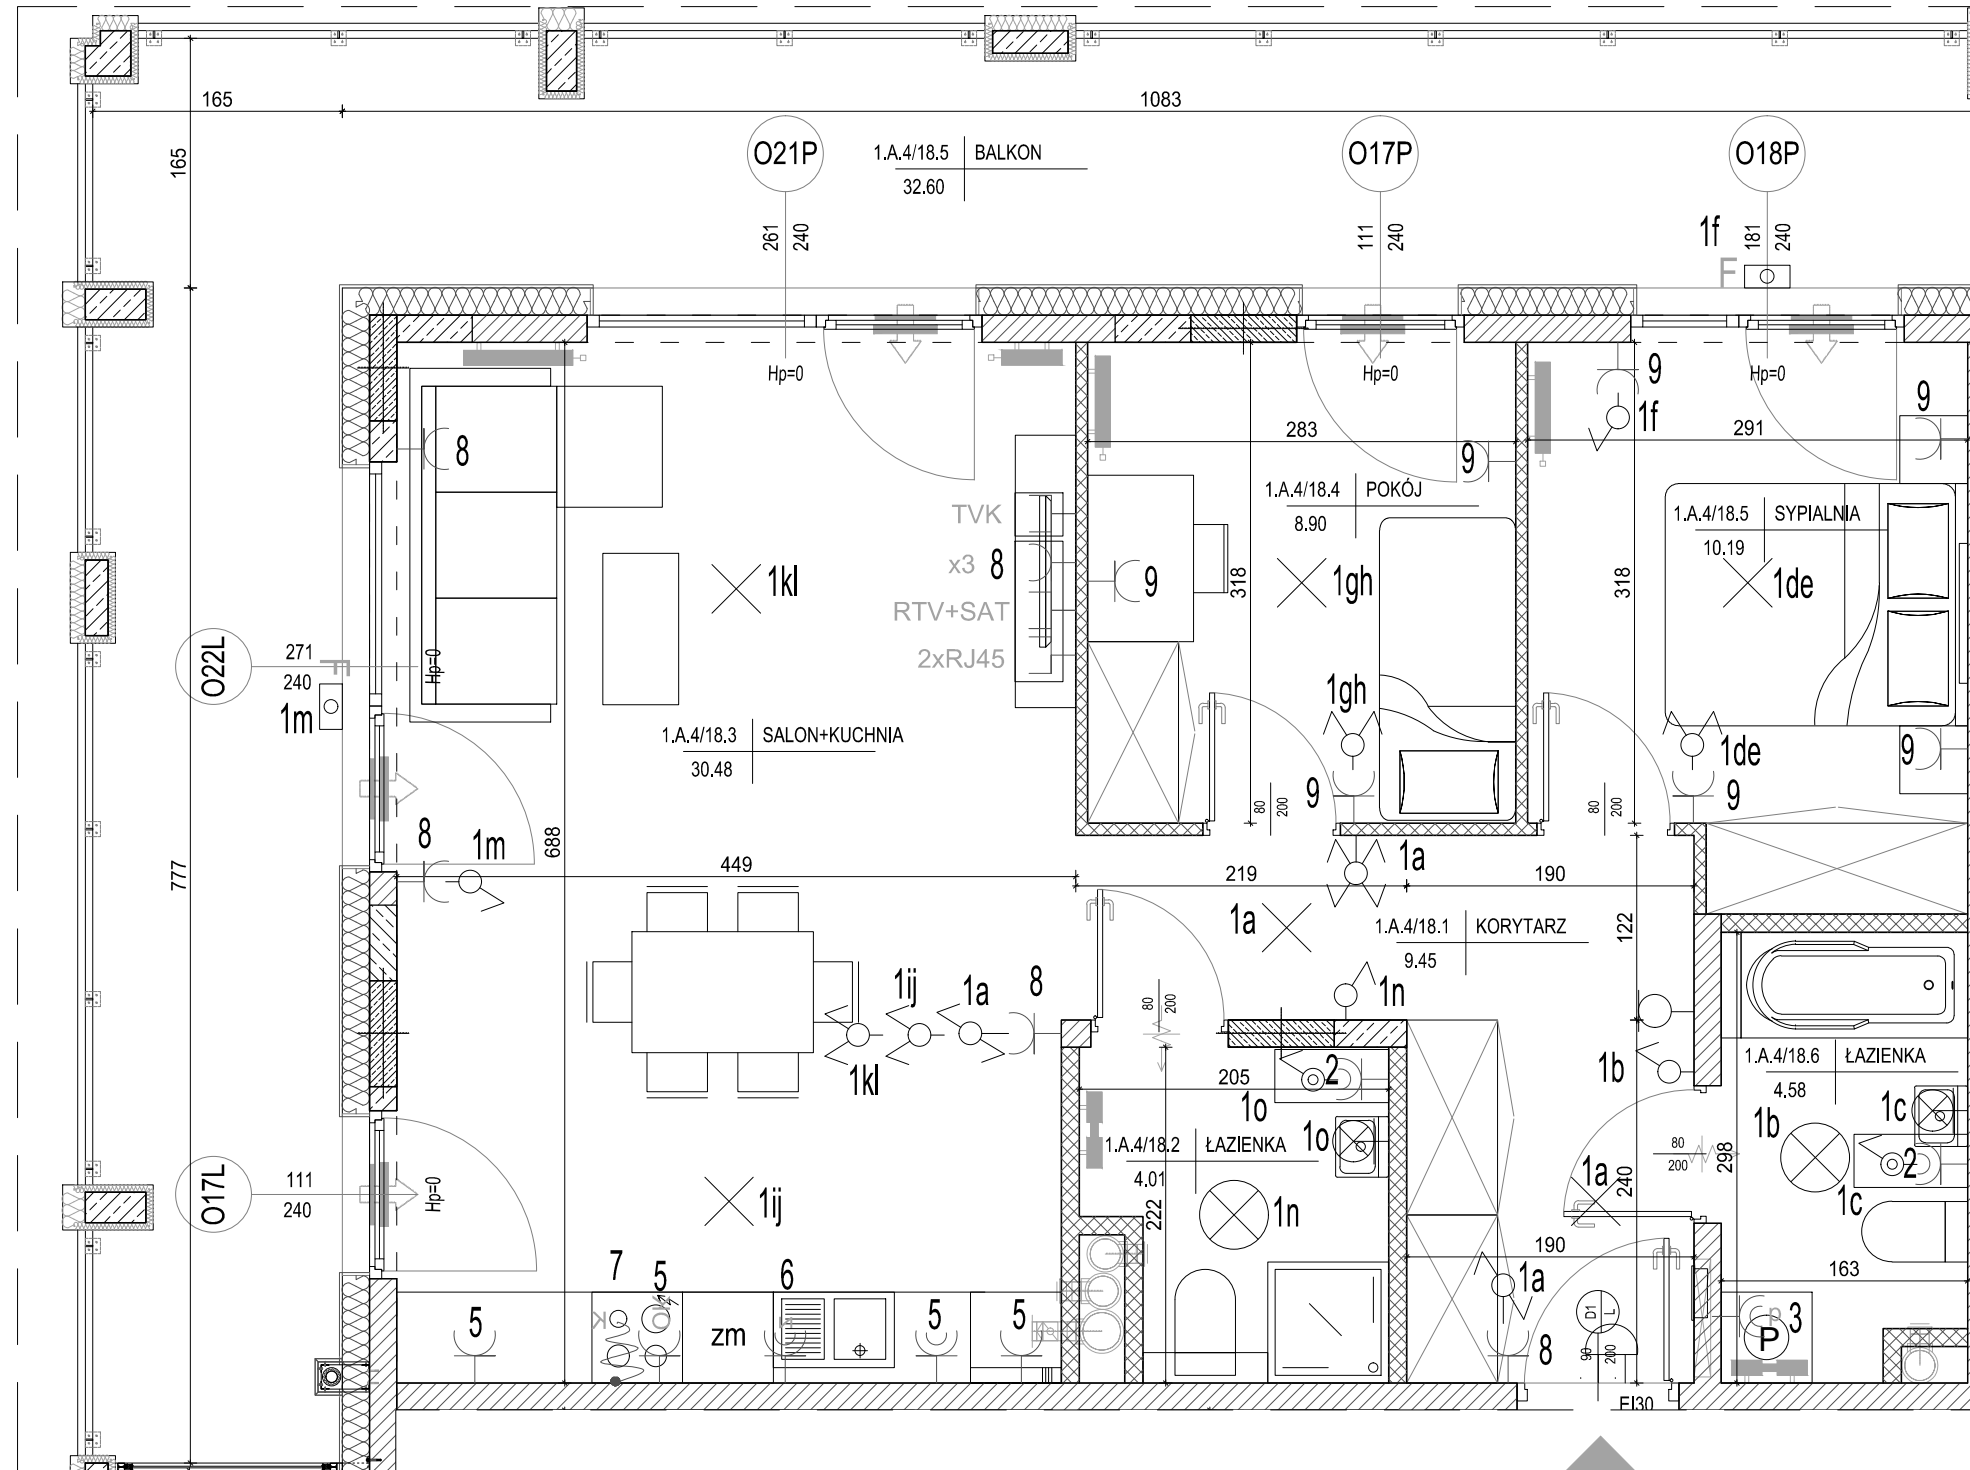 165
1083
165
O21P
1.A.4/18.5 BALKON
32.60
O17P
O18P
261
240
111
240
1f
181
240
F
Hp=0
Hp=0
Hp=0
9
9
1f
8
283
291
9
1.A.4/18.4 POKÓJ
8.90
1.A.4/18.5 SYPIALNIA
10.19
TVK
x3 8
RTV+SAT
2xRJ45
1kl
9
318
1gh
318
1de
O22L
271
240
F
Hp=0
1m
1gh
1.A.4/18.3 SALON+KUCHNIA
30.48
1de
9
9
80
200
9
80
200
8
1m
688
777
449
1a
219
190
1a
1.A.4/18.1 KORYTARZ
9.45
122
1ij
1a
8
1kl
80
200
1n
1b
1.A.4/18.6 ŁAZIENKA
4.58
205
2
1o
1o
1c
1b
1.A.4/18.2 ŁAZIENKA
4.01
80
200
298
2
1c
O17L
111
240
Hp=0
1ij
222
1n
1a
240
190
163
7
5
6
K
1a
5
zm
5
5
8
D1
L
90
200
3
P
EI30